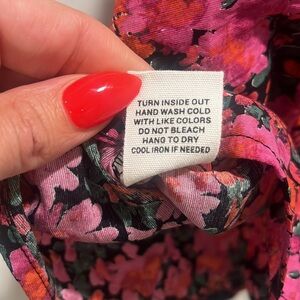 TURN INSIDE OUT
HAND WASH COLD
WITH LIKE COLORS
DO NOT BLEACH
HANG TO DRY
COOL IRON IF NEEDED